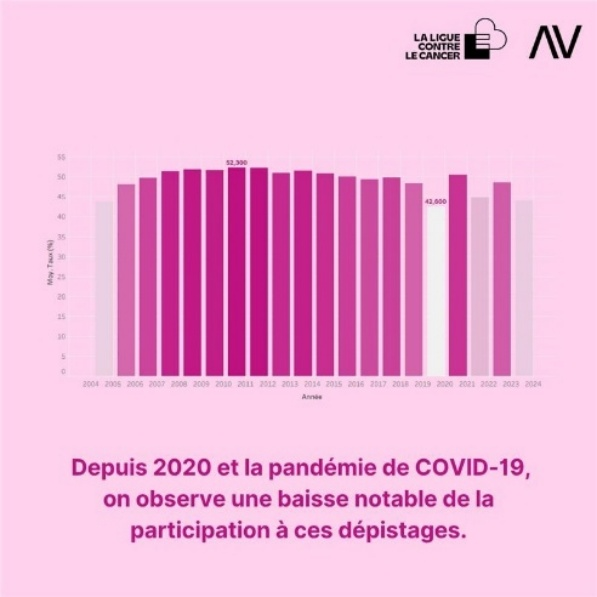 LA LIGUE
CONTRE
LE CANCER
AV
55
52,300
50
45
42,600
40
35
30
25
20
15
10
5
0
Moy. Taux (%)
2004 2005 2006 2007 2008 2009 2010 2011 2012 2013 2014 2015 2016 2017 2018 2019 2020 2021 2022 2023 2024
Année
Depuis 2020 et la pandémie de COVID-19,
on observe une baisse notable de la
participation à ces dépistages.